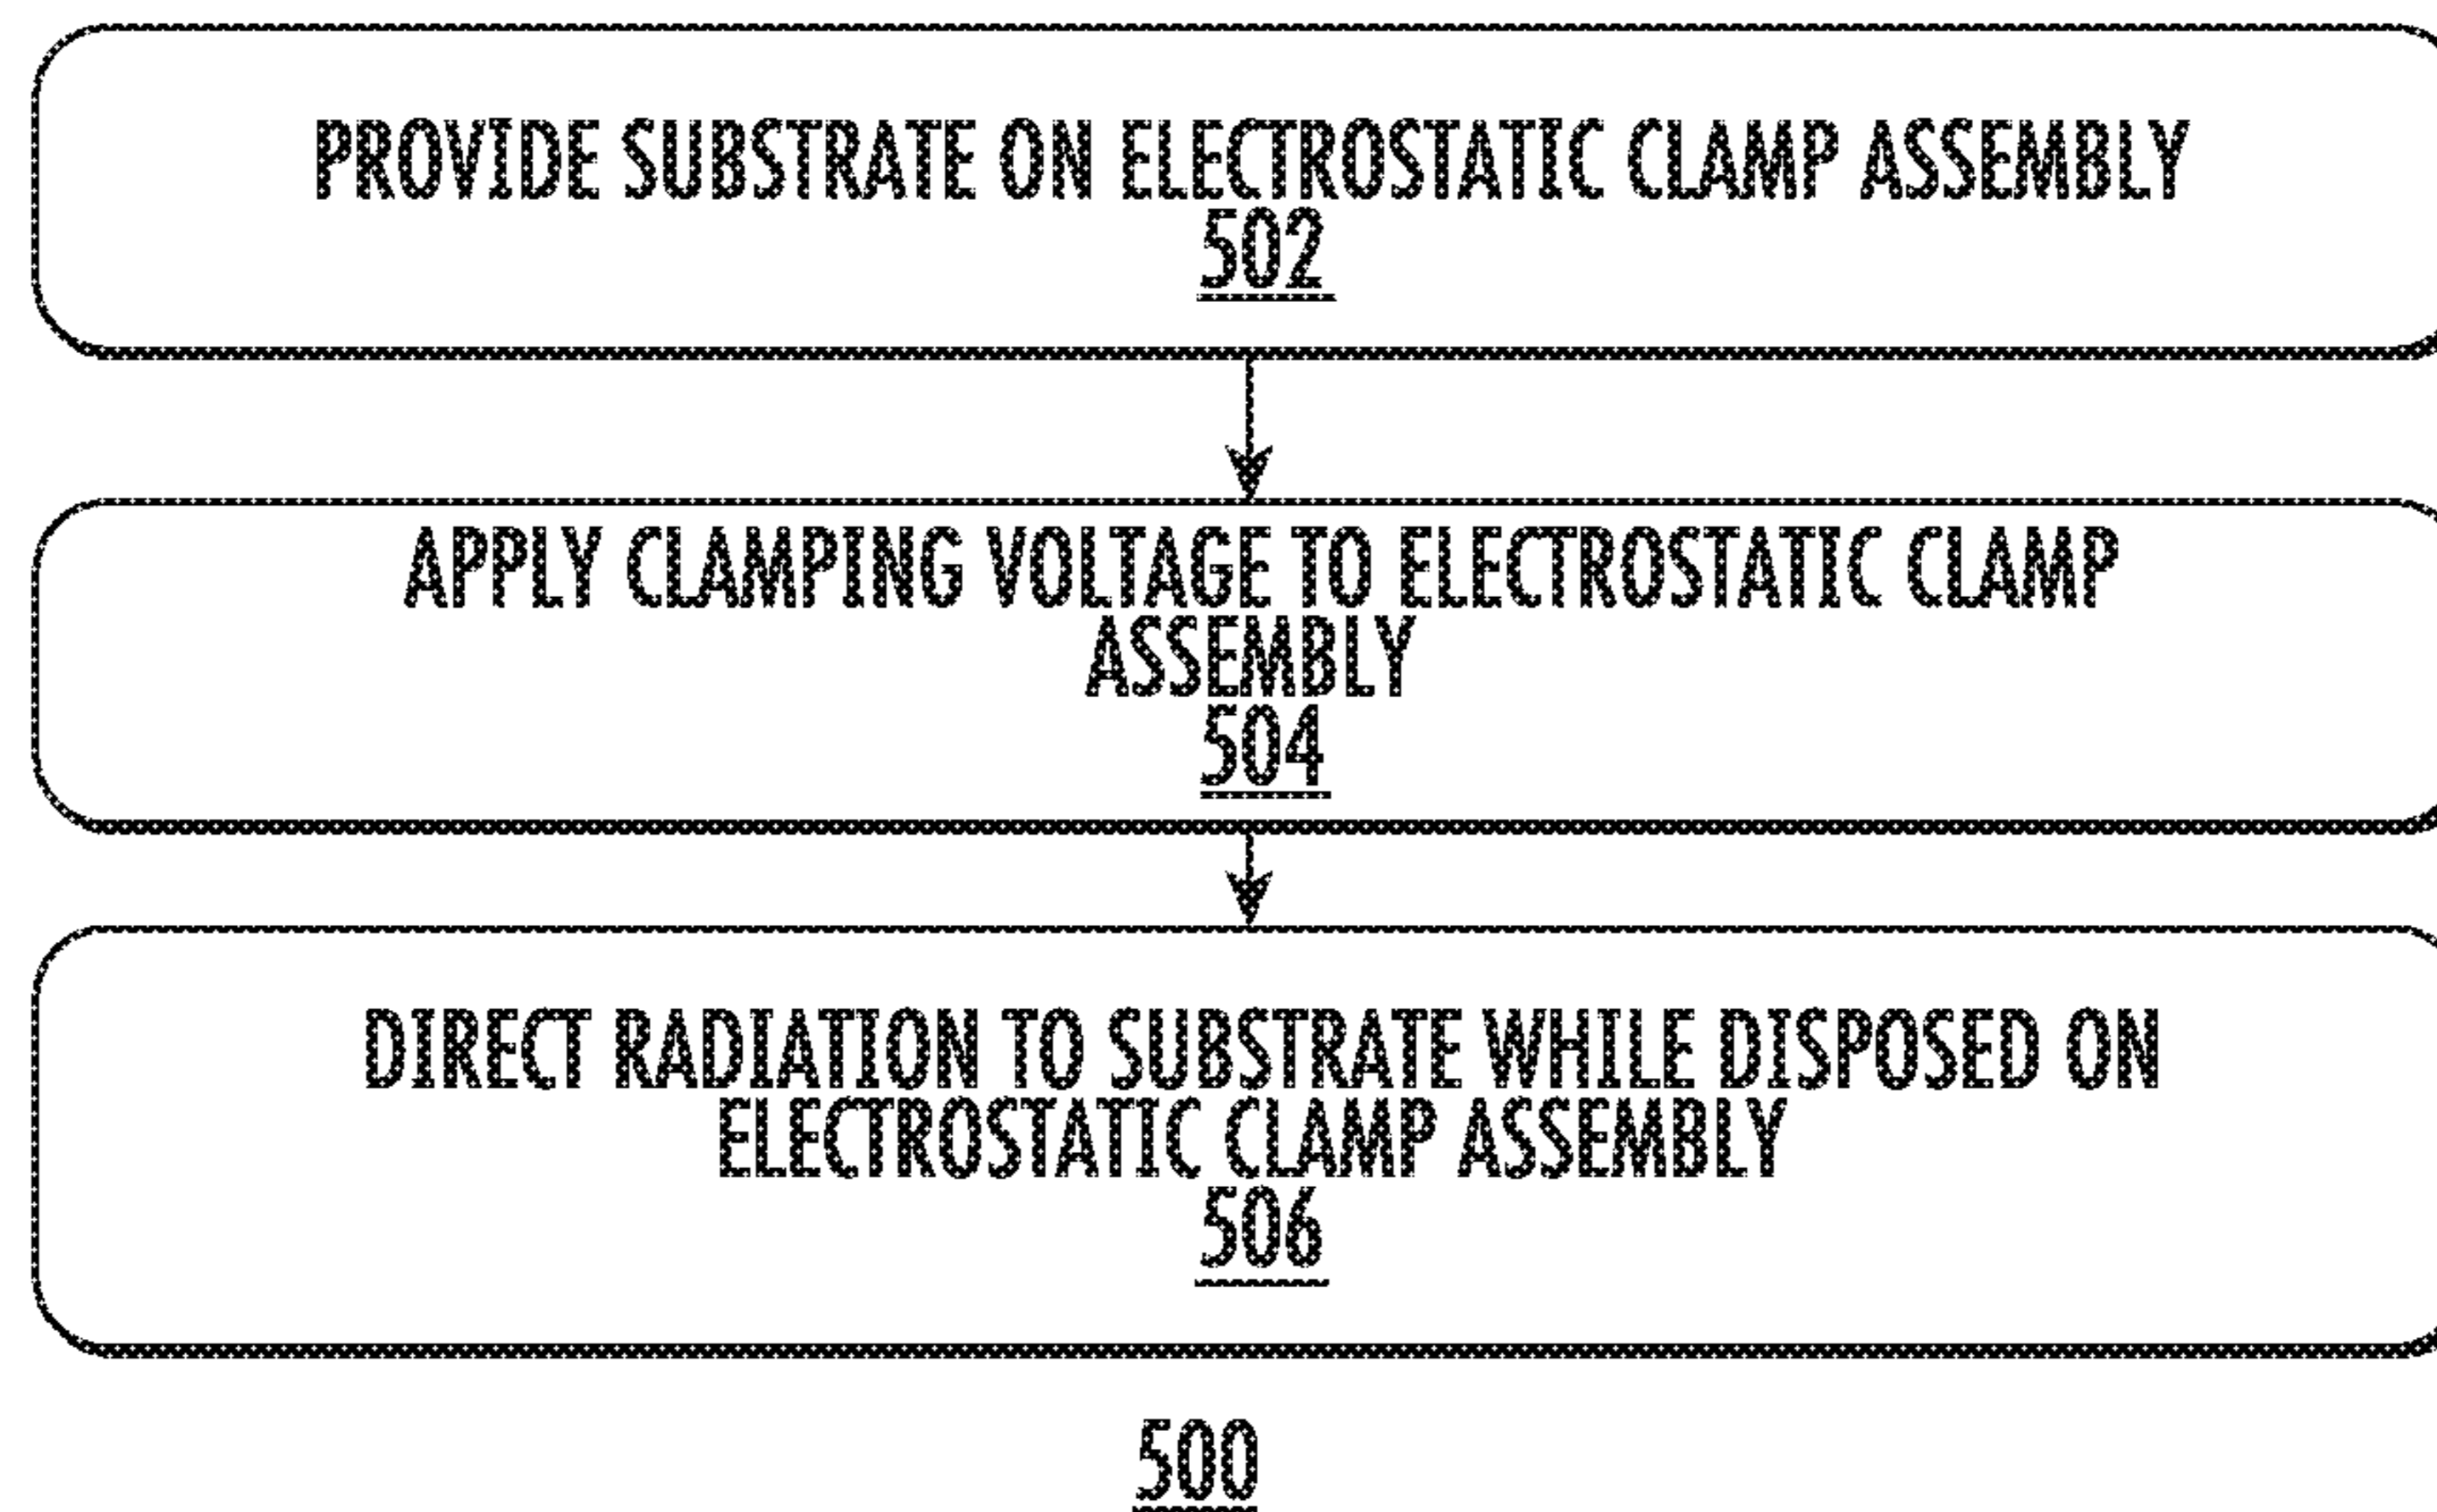 PROVIDE SUBSTRATE ON ELECTROSTATIC CLAMP ASSEMBLY
502
APPLY CLAMPING VOLTAGE TO ELECTROSTATIC CLAMP
ASSEMBLY
504
DIRECT RADIATION TO SUBSTRATE WHILE DISPOSED ON
ELECTROSTATIC CLAMP ASSEMBLY
506
500